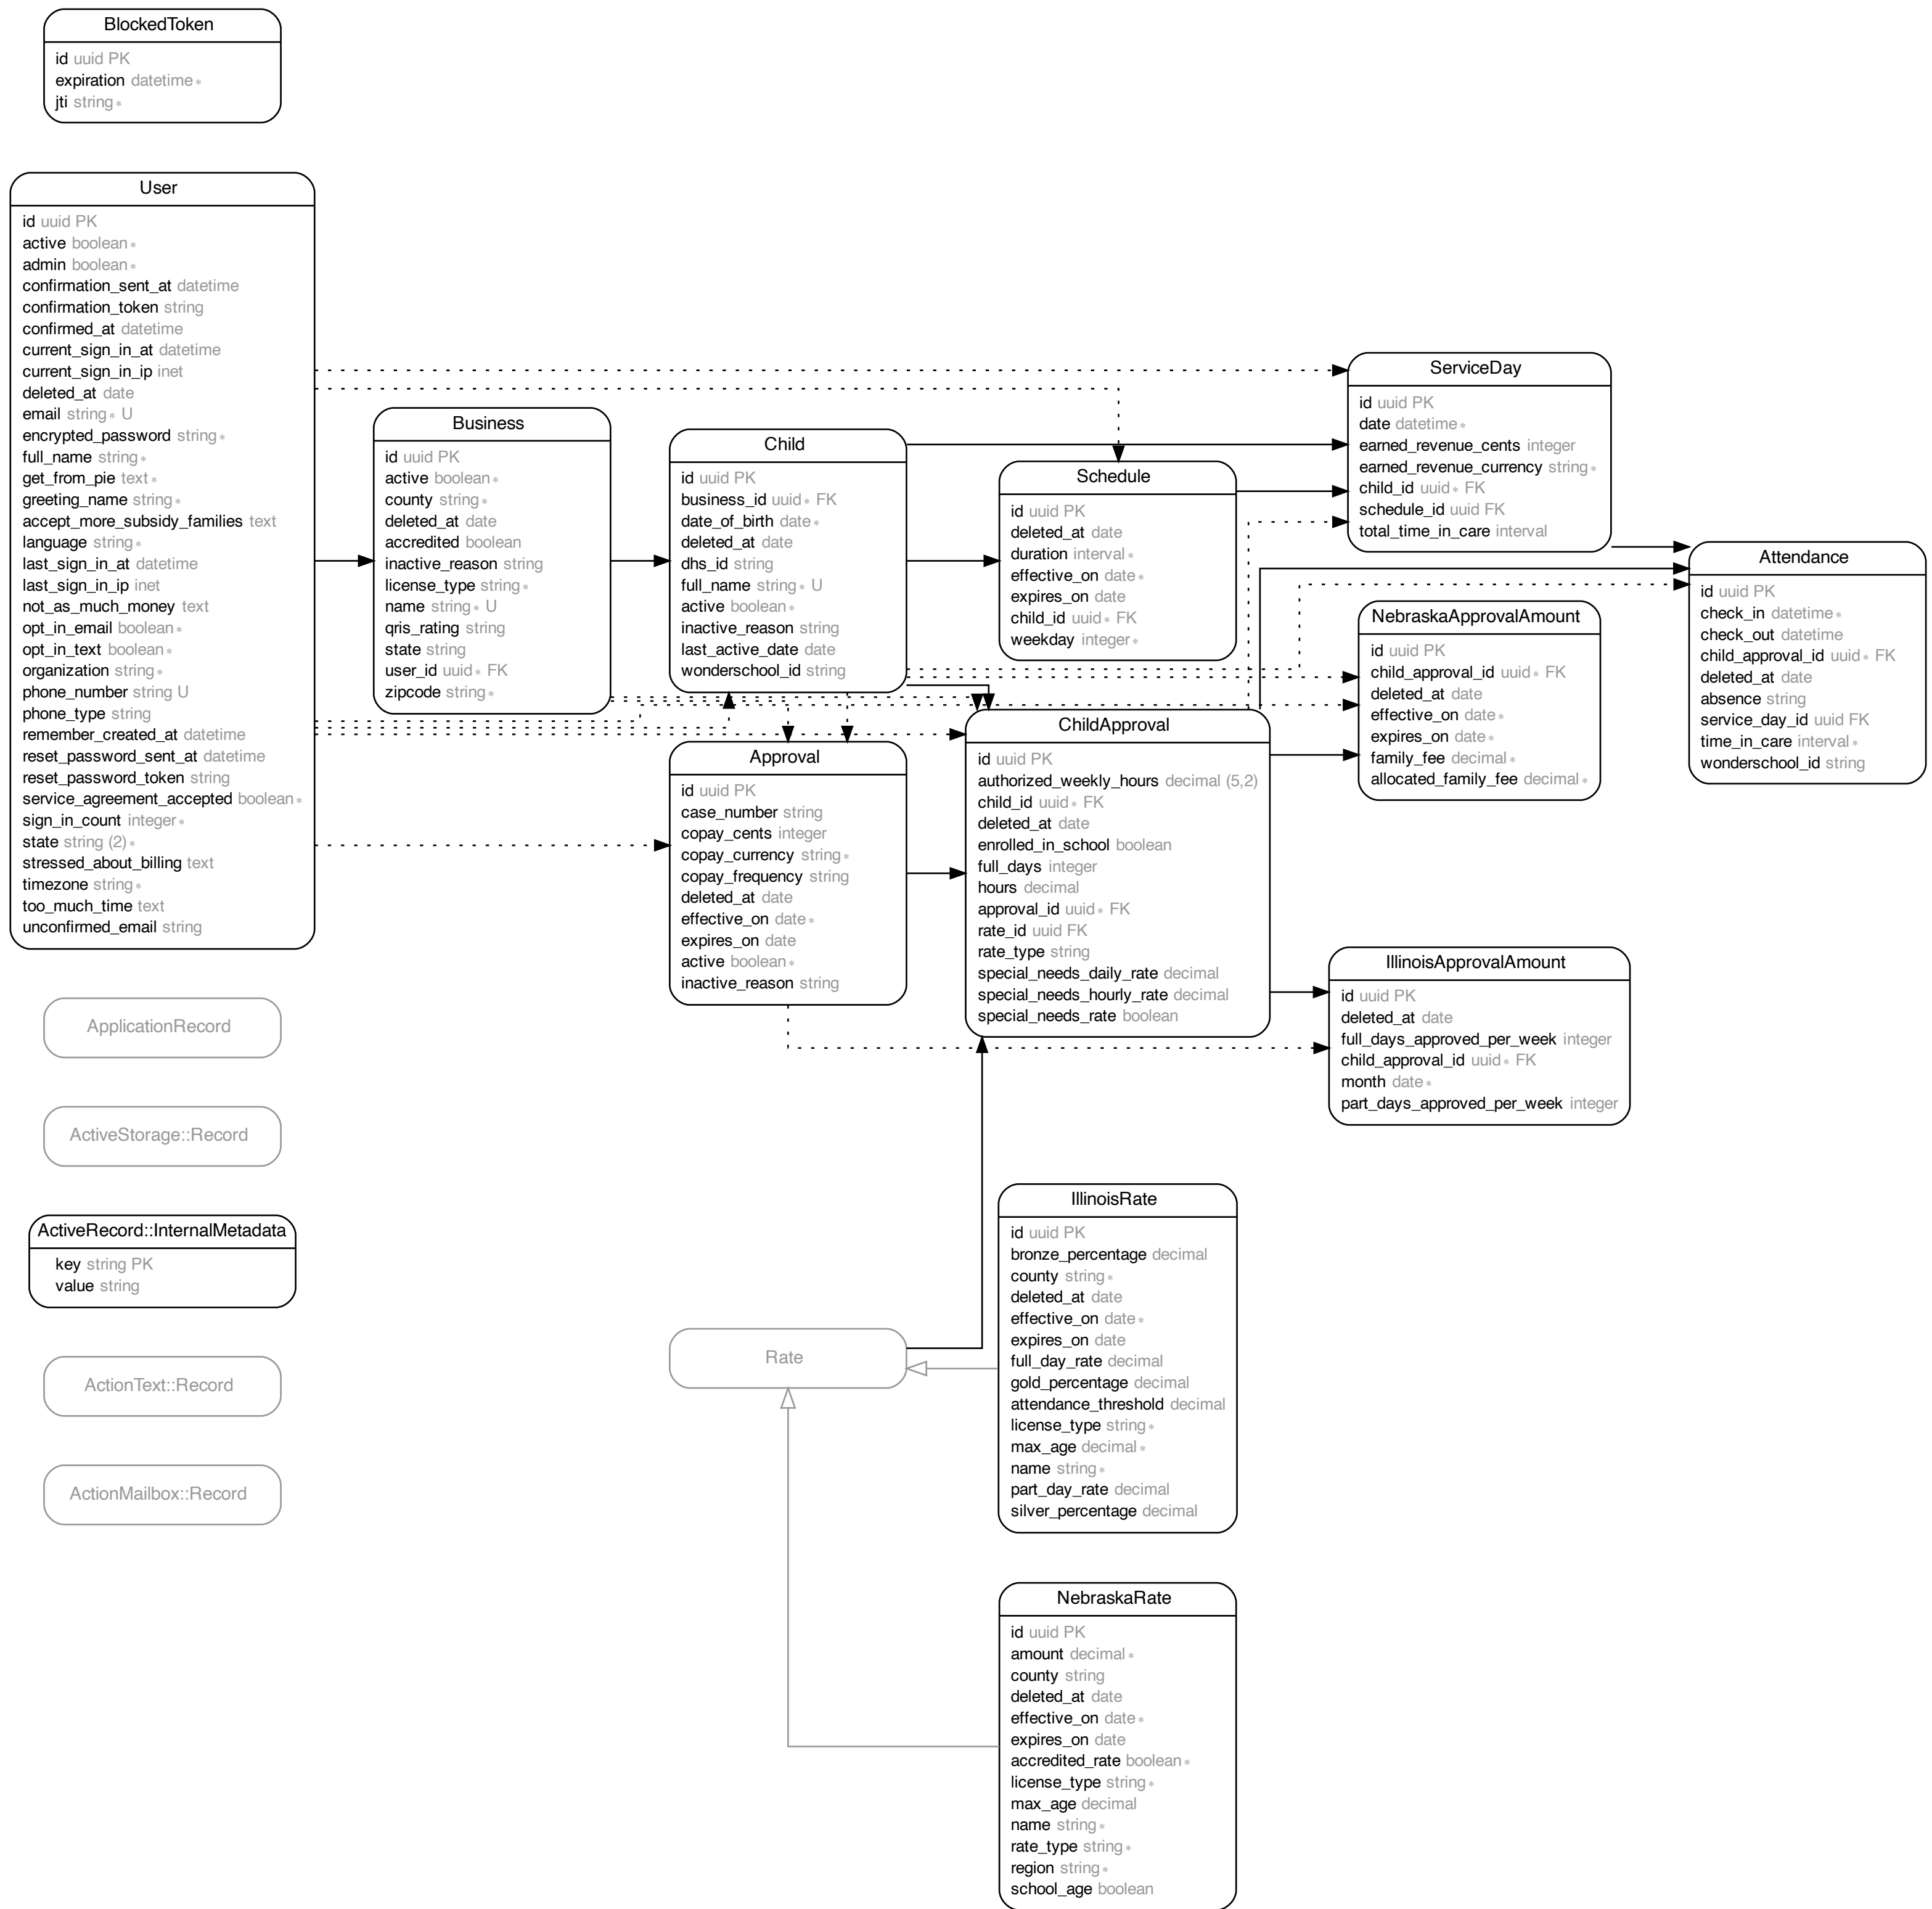 BlockedToken
id uuid PK
expiration datetime ∗
jti string ∗
User
id uuid PK
active boolean ∗
admin boolean ∗
confirmation_sent_at datetime
confirmation_token string
confirmed_at datetime
current_sign_in_at datetime
current_sign_in_ip inet
deleted_at date
email string ∗ U
encrypted_password string ∗
full_name string ∗
get_from_pie text ∗
greeting_name string ∗
accept_more_subsidy_families text
language string ∗
last_sign_in_at datetime
last_sign_in_ip inet
not_as_much_money text
opt_in_email boolean ∗
opt_in_text boolean ∗
organization string ∗
phone_number string U
phone_type string
remember_created_at datetime
reset_password_sent_at datetime
reset_password_token string
service_agreement_accepted boolean ∗
sign_in_count integer ∗
state string (2) ∗
stressed_about_billing text
timezone string ∗
too_much_time text
unconfirmed_email string
Business
id uuid PK
active boolean ∗
county string ∗
deleted_at date
accredited boolean
inactive_reason string
license_type string ∗
name string ∗ U
qris_rating string
state string
user_id uuid ∗ FK
zipcode string ∗
Child
id uuid PK
business_id uuid ∗ FK
date_of_birth date ∗
deleted_at date
dhs_id string
full_name string ∗ U
active boolean ∗
inactive_reason string
last_active_date date
wonderschool_id string
Schedule
id uuid PK
deleted_at date
duration interval ∗
effective_on date ∗
expires_on date
child_id uuid ∗ FK
weekday integer ∗
ServiceDay
id uuid PK
date datetime ∗
earned_revenue_cents integer
earned_revenue_currency string ∗
child_id uuid ∗ FK
schedule_id uuid FK
total_time_in_care interval
Attendance
id uuid PK
check_in datetime ∗
check_out datetime
child_approval_id uuid ∗ FK
deleted_at date
absence string
service_day_id uuid FK
time_in_care interval ∗
wonderschool_id string
NebraskaApprovalAmount
id uuid PK
child_approval_id uuid ∗ FK
deleted_at date
effective_on date ∗
expires_on date ∗
family_fee decimal ∗
allocated_family_fee decimal ∗
Approval
id uuid PK
case_number string
copay_cents integer
copay_currency string ∗
copay_frequency string
deleted_at date
effective_on date ∗
expires_on date
active boolean ∗
inactive_reason string
ChildApproval
id uuid PK
authorized_weekly_hours decimal (5,2)
child_id uuid ∗ FK
deleted_at date
enrolled_in_school boolean
full_days integer
hours decimal
approval_id uuid ∗ FK
rate_id uuid FK
rate_type string
special_needs_daily_rate decimal
special_needs_hourly_rate decimal
special_needs_rate boolean
IllinoisApprovalAmount
id uuid PK
deleted_at date
full_days_approved_per_week integer
child_approval_id uuid ∗ FK
month date ∗
part_days_approved_per_week integer
ApplicationRecord
ActiveStorage::Record
ActiveRecord::InternalMetadata
key string PK
value string
ActionText::Record
ActionMailbox::Record
Rate
IllinoisRate
id uuid PK
bronze_percentage decimal
county string ∗
deleted_at date
effective_on date ∗
expires_on date
full_day_rate decimal
gold_percentage decimal
attendance_threshold decimal
license_type string ∗
max_age decimal ∗
name string ∗
part_day_rate decimal
silver_percentage decimal
NebraskaRate
id uuid PK
amount decimal ∗
county string
deleted_at date
effective_on date ∗
expires_on date
accredited_rate boolean ∗
license_type string ∗
max_age decimal
name string ∗
rate_type string ∗
region string ∗
school_age boolean